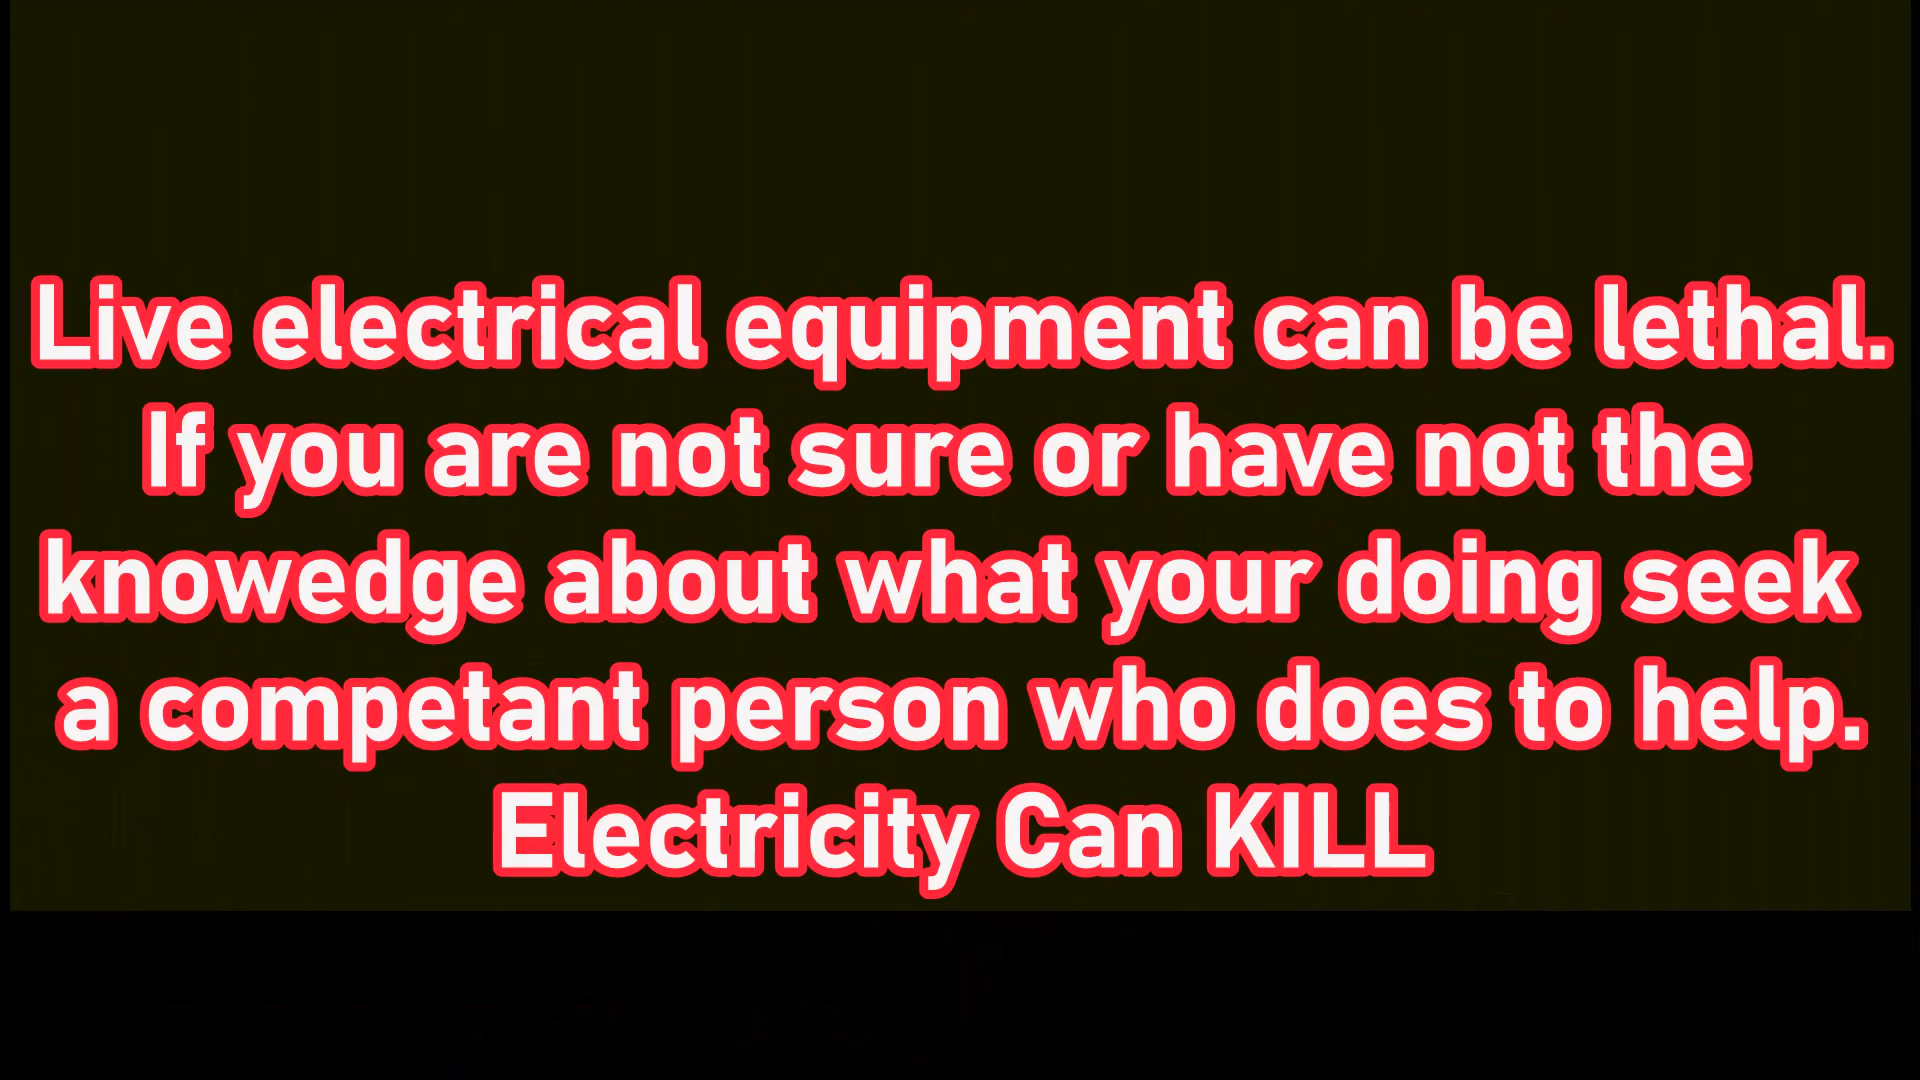 Live electrical equipment can be lethal.
If you are not sure or have not the
knowedge about what your doing seek
a competant person who does to help.
Electricity Can KILL